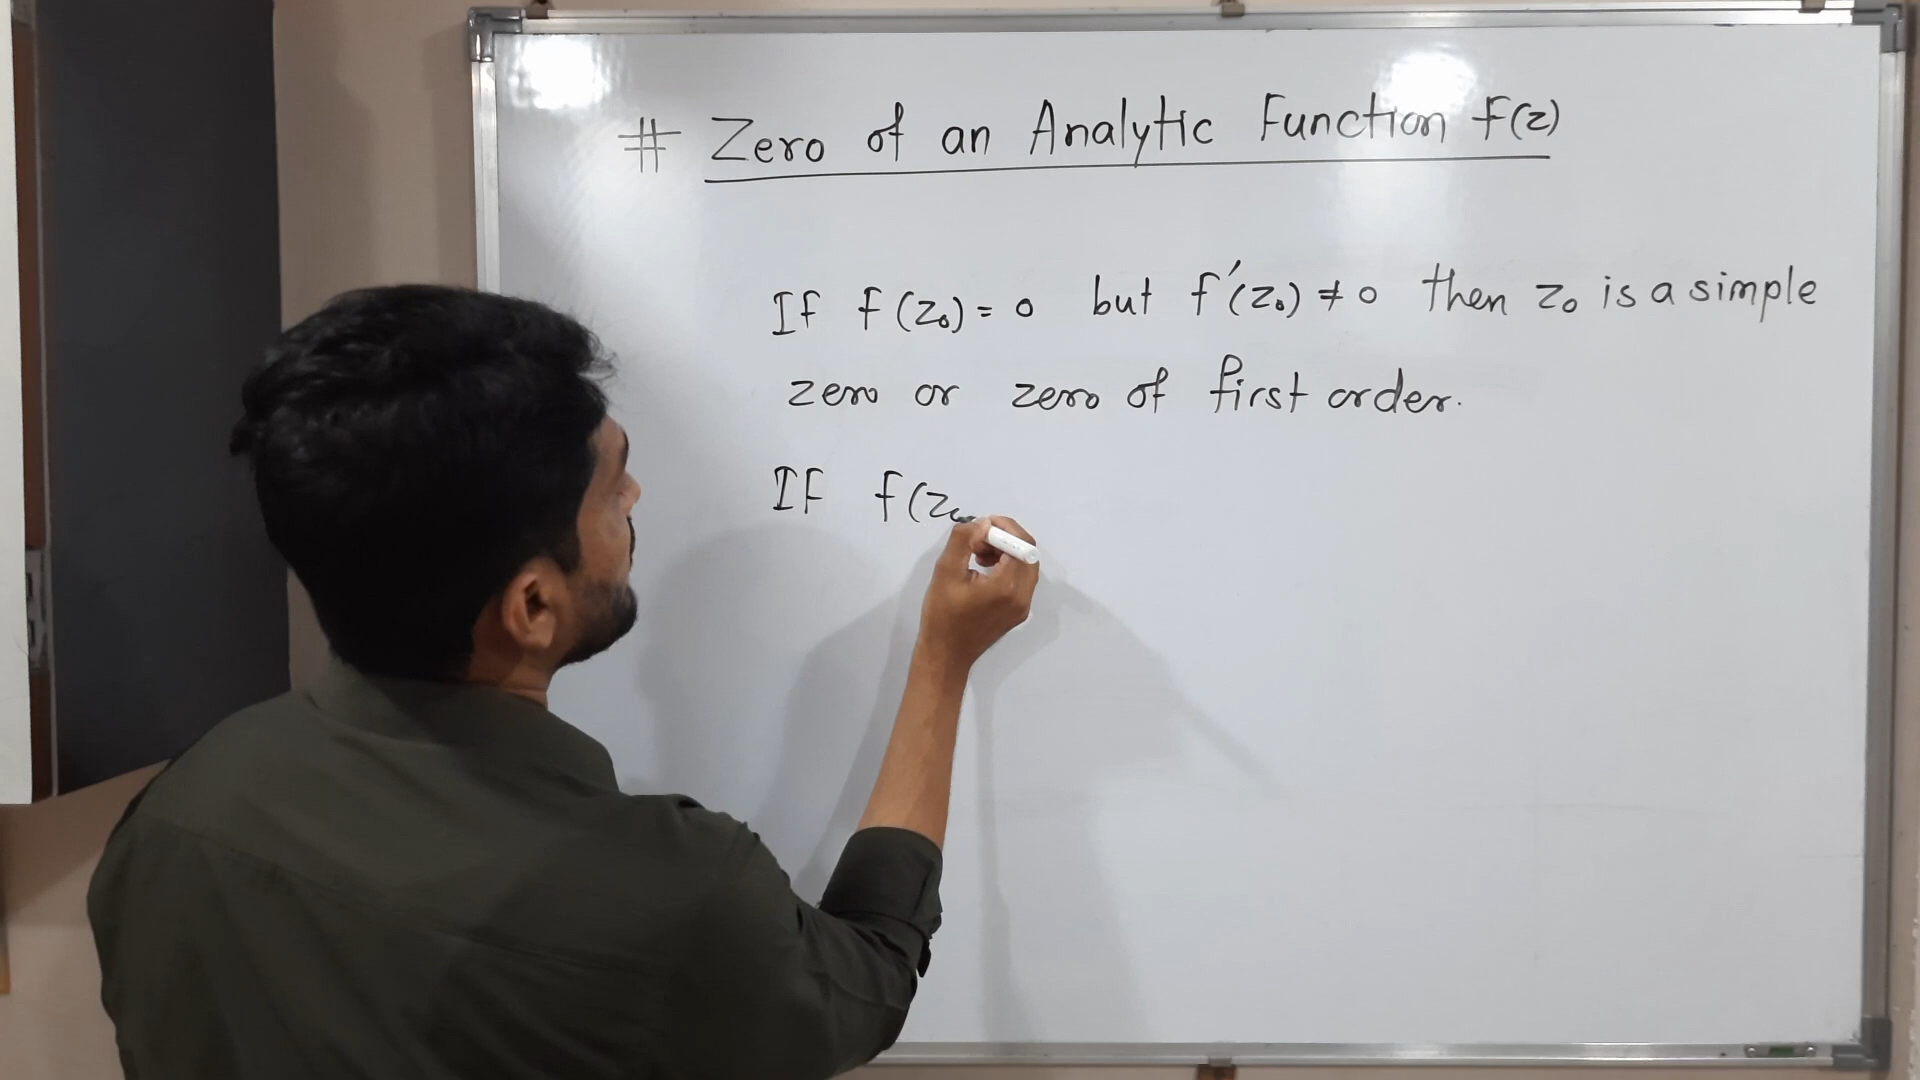 # Zero of an Analytic Function f(z)
If f(z₀) = 0 but f′(z₀) ≠ 0 then z₀ is a simple
zero or zero of first order.
If f(z₀